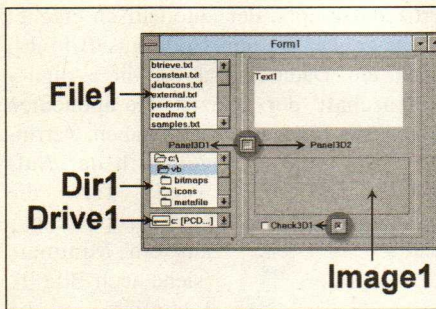 Form1
btrieve.txt
constant.txt
datacons.txt
external.txt
perform.txt
readme.txt
samples.txt
Text1
File1
Panel3D1
Panel3D2
c:\
vb
bitmaps
icons
metafile
Dir1
Drive1
c: [PCD...]
Check3D1
Image1